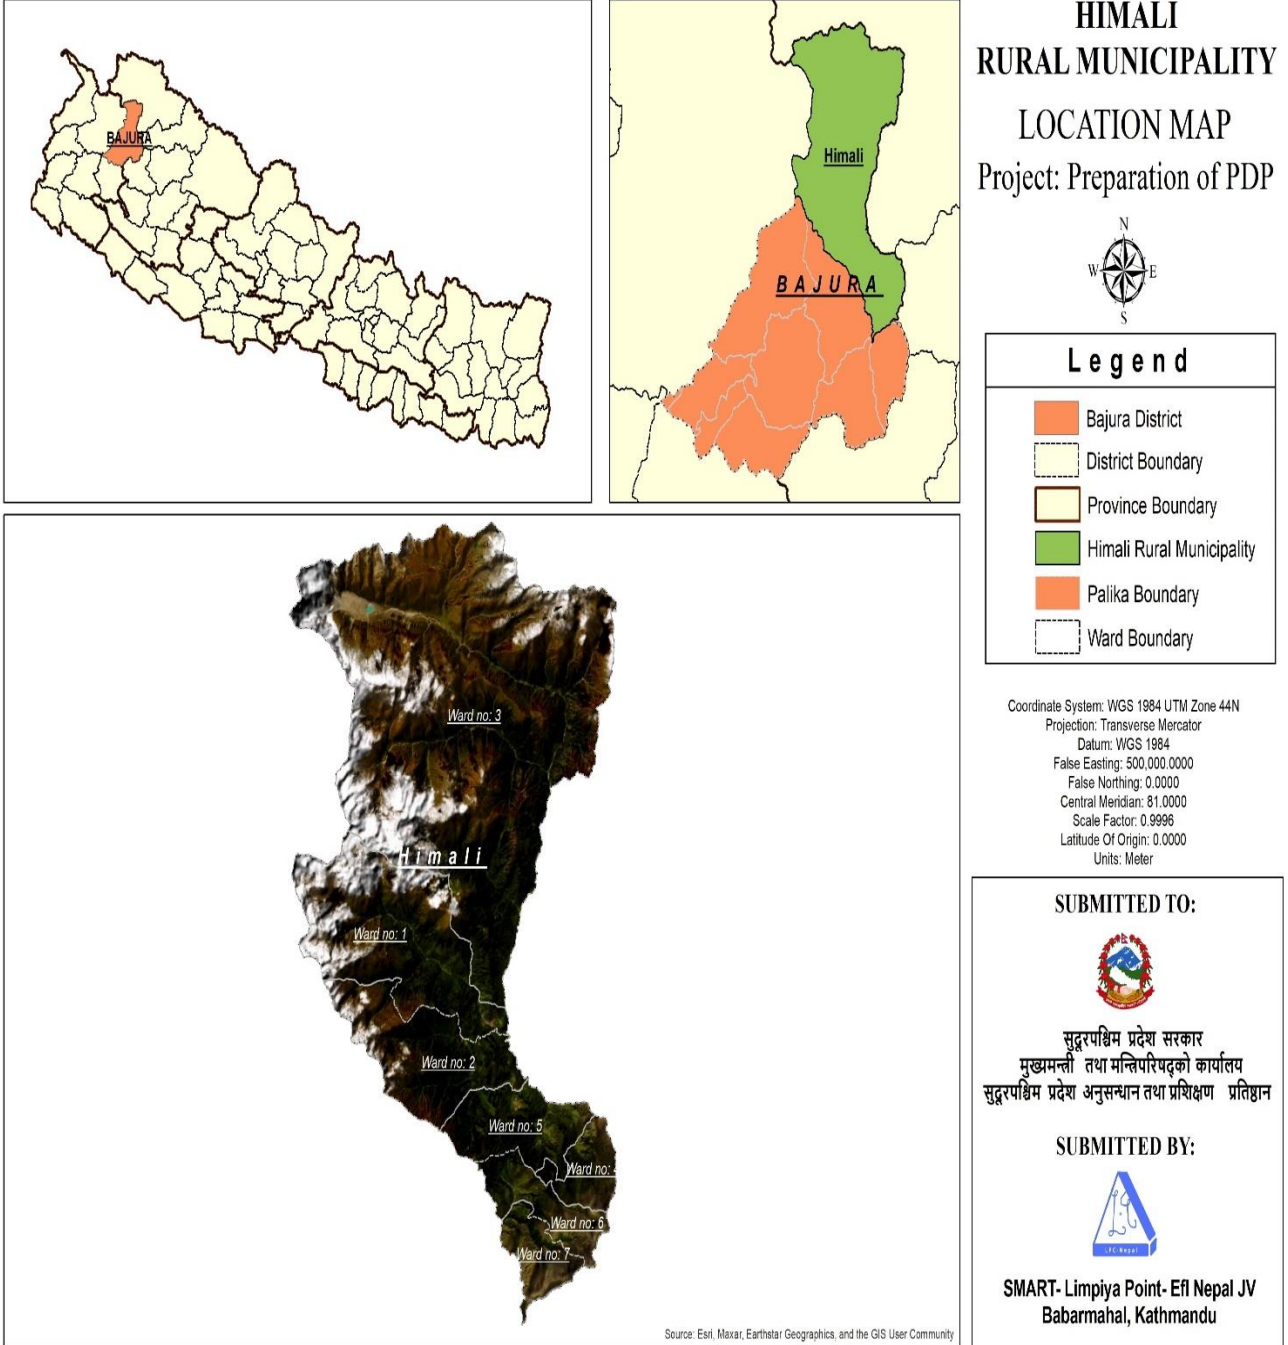 HIMALI
RURAL MUNICIPALITY
LOCATION MAP
Project: Preparation of PDP
N
W E
S
BAJURA
Himali
BAJURA
Legend
Bajura District
District Boundary
Province Boundary
Himali Rural Municipality
Palika Boundary
Ward Boundary
Coordinate System: WGS 1984 UTM Zone 44N
Projection: Transverse Mercator
Datum: WGS 1984
False Easting: 500,000.0000
False Northing: 0.0000
Central Meridian: 81.0000
Scale Factor: 0.9996
Latitude Of Origin: 0.0000
Units: Meter
Ward no: 3
Himali
Ward no: 1
Ward no: 2
Ward no: 5
Ward no:
Ward no: 6
Ward no: 7
Source: Esri, Maxar, Earthstar Geographics, and the GIS User Community
SUBMITTED TO:
सुदूरपश्चिम प्रदेश सरकार
मुख्यमन्त्री तथा मन्त्रिपरिषद्को कार्यालय
सुदूरपश्चिम प्रदेश अनुसन्धान तथा प्रशिक्षण प्रतिष्ठान
SUBMITTED BY:
LPC-Nepal
SMART- Limpiya Point- Efl Nepal JV
Babarmahal, Kathmandu